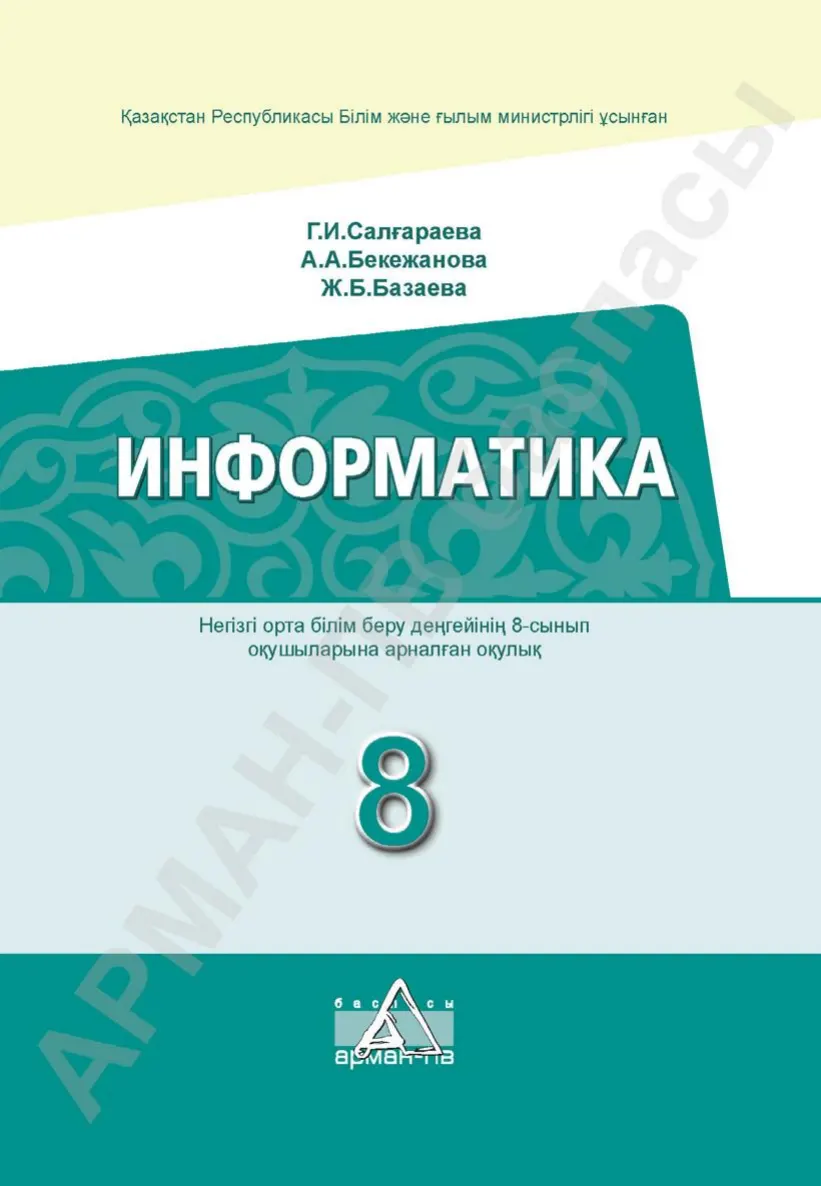 Қазақстан Республикасы Білім және ғылым министрлігі ұсынған
Г.И.Салғараева
А.А.Бекежанова
Ж.Б.Базаева
ИНФОРМАТИКА
Негізгі орта білім беру деңгейінің 8-сынып
оқушыларына арналған оқулық
8
арман-пв
АРМАН-ПВ баспасы